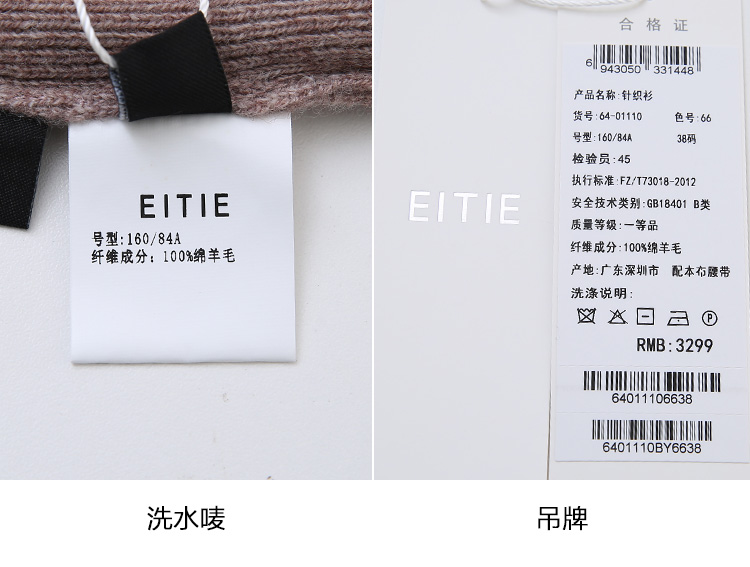 EITIE
号型:160/84A
纤维成分: 100%绵羊毛
洗水唛
EITIE
合格证
6 943050 331448
产品名称:针织衫
货号:64-01110 色号:66
号型:160/84A 38码
检验员:45
执行标准:FZ/T73018-2012
安全技术类别:GB18401 B类
质量等级:一等品
纤维成分:100%绵羊毛
产地:广东深圳市 配本布腰带
洗涤说明:
RMB:3299
64011106638
6401110BY6638
吊牌